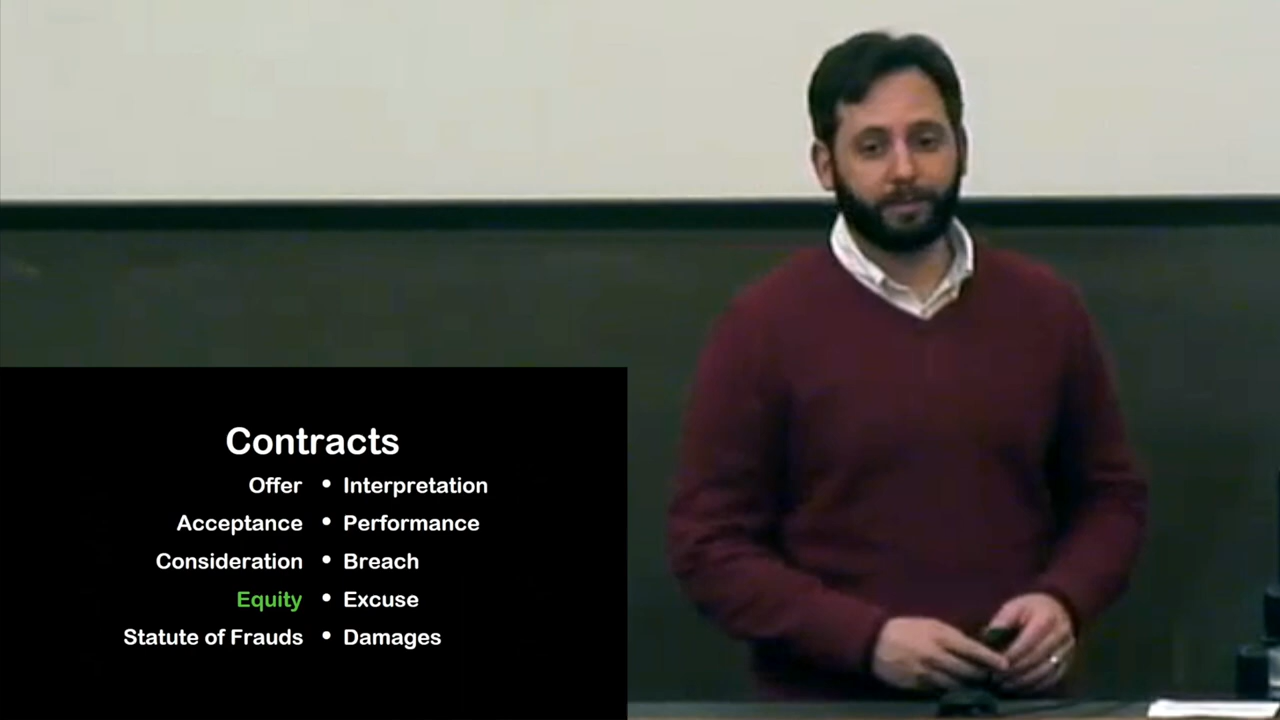 Contracts
Offer • Interpretation
Acceptance • Performance
Consideration • Breach
Equity • Excuse
Statute of Frauds • Damages